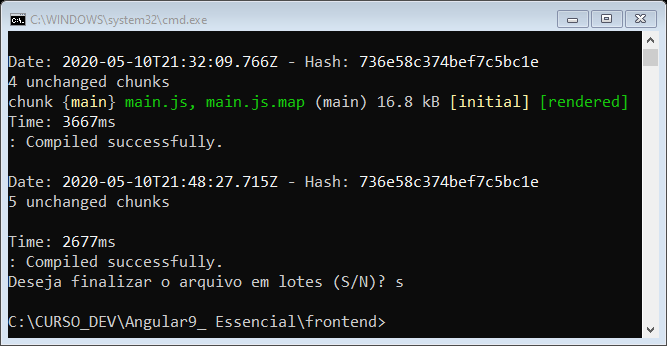 C:\WINDOWS\system32\cmd.exe
Date: 2020-05-10T21:32:09.766Z - Hash: 736e58c374bef7c5bc1e
4 unchanged chunks
chunk {main} main.js, main.js.map (main) 16.8 kB [initial] [rendered]
Time: 3667ms
: Compiled successfully.
Date: 2020-05-10T21:48:27.715Z - Hash: 736e58c374bef7c5bc1e
5 unchanged chunks
Time: 2677ms
: Compiled successfully.
Deseja finalizar o arquivo em lotes (S/N)? s
C:\CURSO_DEV\Angular9_ Essencial\frontend>